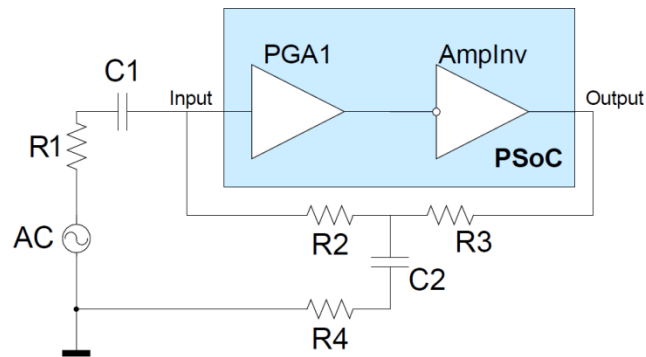 PGA1
AmpInv
C1
Input
Output
R1
PSoC
AC
R2
R3
C2
R4